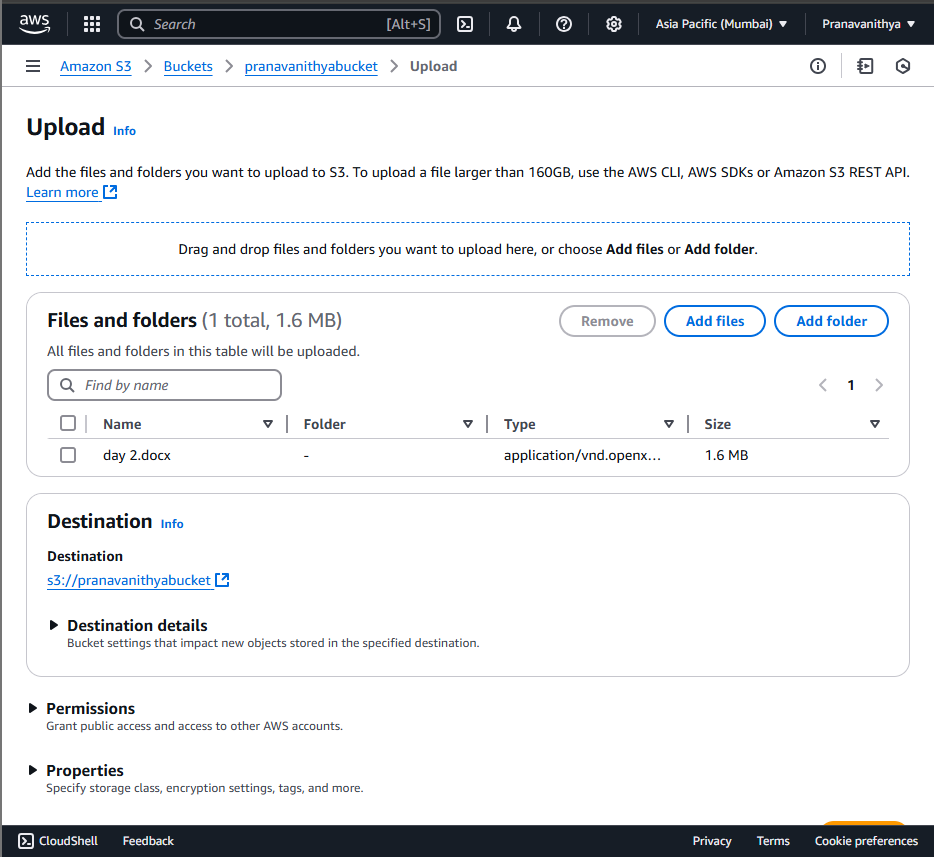 aws
Search [Alt+S]
Asia Pacific (Mumbai)
Pranavanithya
Amazon S3 > Buckets > pranavanithyabucket > Upload
Upload Info
Add the files and folders you want to upload to S3. To upload a file larger than 160GB, use the AWS CLI, AWS SDKs or Amazon S3 REST API.
Learn more
Drag and drop files and folders you want to upload here, or choose Add files or Add folder.
Files and folders (1 total, 1.6 MB)
Remove
Add files
Add folder
All files and folders in this table will be uploaded.
Find by name
1
Name Folder Type Size
day 2.docx - application/vnd.openx... 1.6 MB
Destination Info
Destination
s3://pranavanithyabucket
Destination details
Bucket settings that impact new objects stored in the specified destination.
Permissions
Grant public access and access to other AWS accounts.
Properties
Specify storage class, encryption settings, tags, and more.
CloudShell Feedback Privacy Terms Cookie preferences